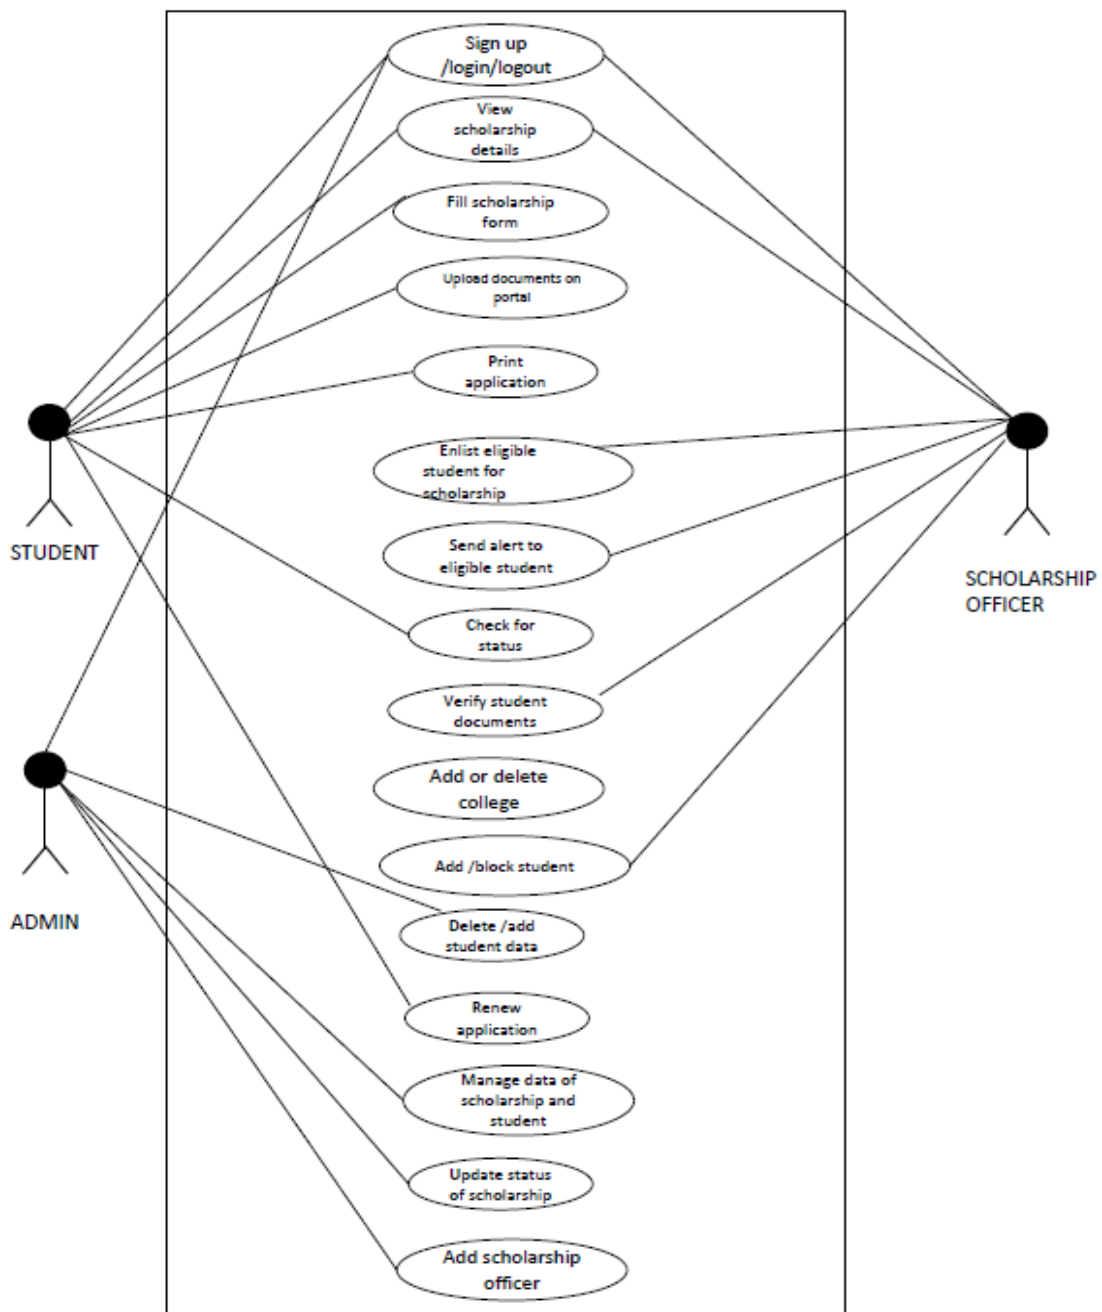 Sign up
/login/logout
View
scholarship
details
Fill scholarship
form
Upload documents on
portal
Print
application
Enlist eligible
student for
scholarship
STUDENT
Send alert to
eligible student
SCHOLARSHIP
OFFICER
Check for
status
Verify student
documents
Add or delete
college
Add /block student
ADMIN
Delete /add
student data
Renew
application
Manage data of
scholarship and
student
Update status
of scholarship
Add scholarship
officer